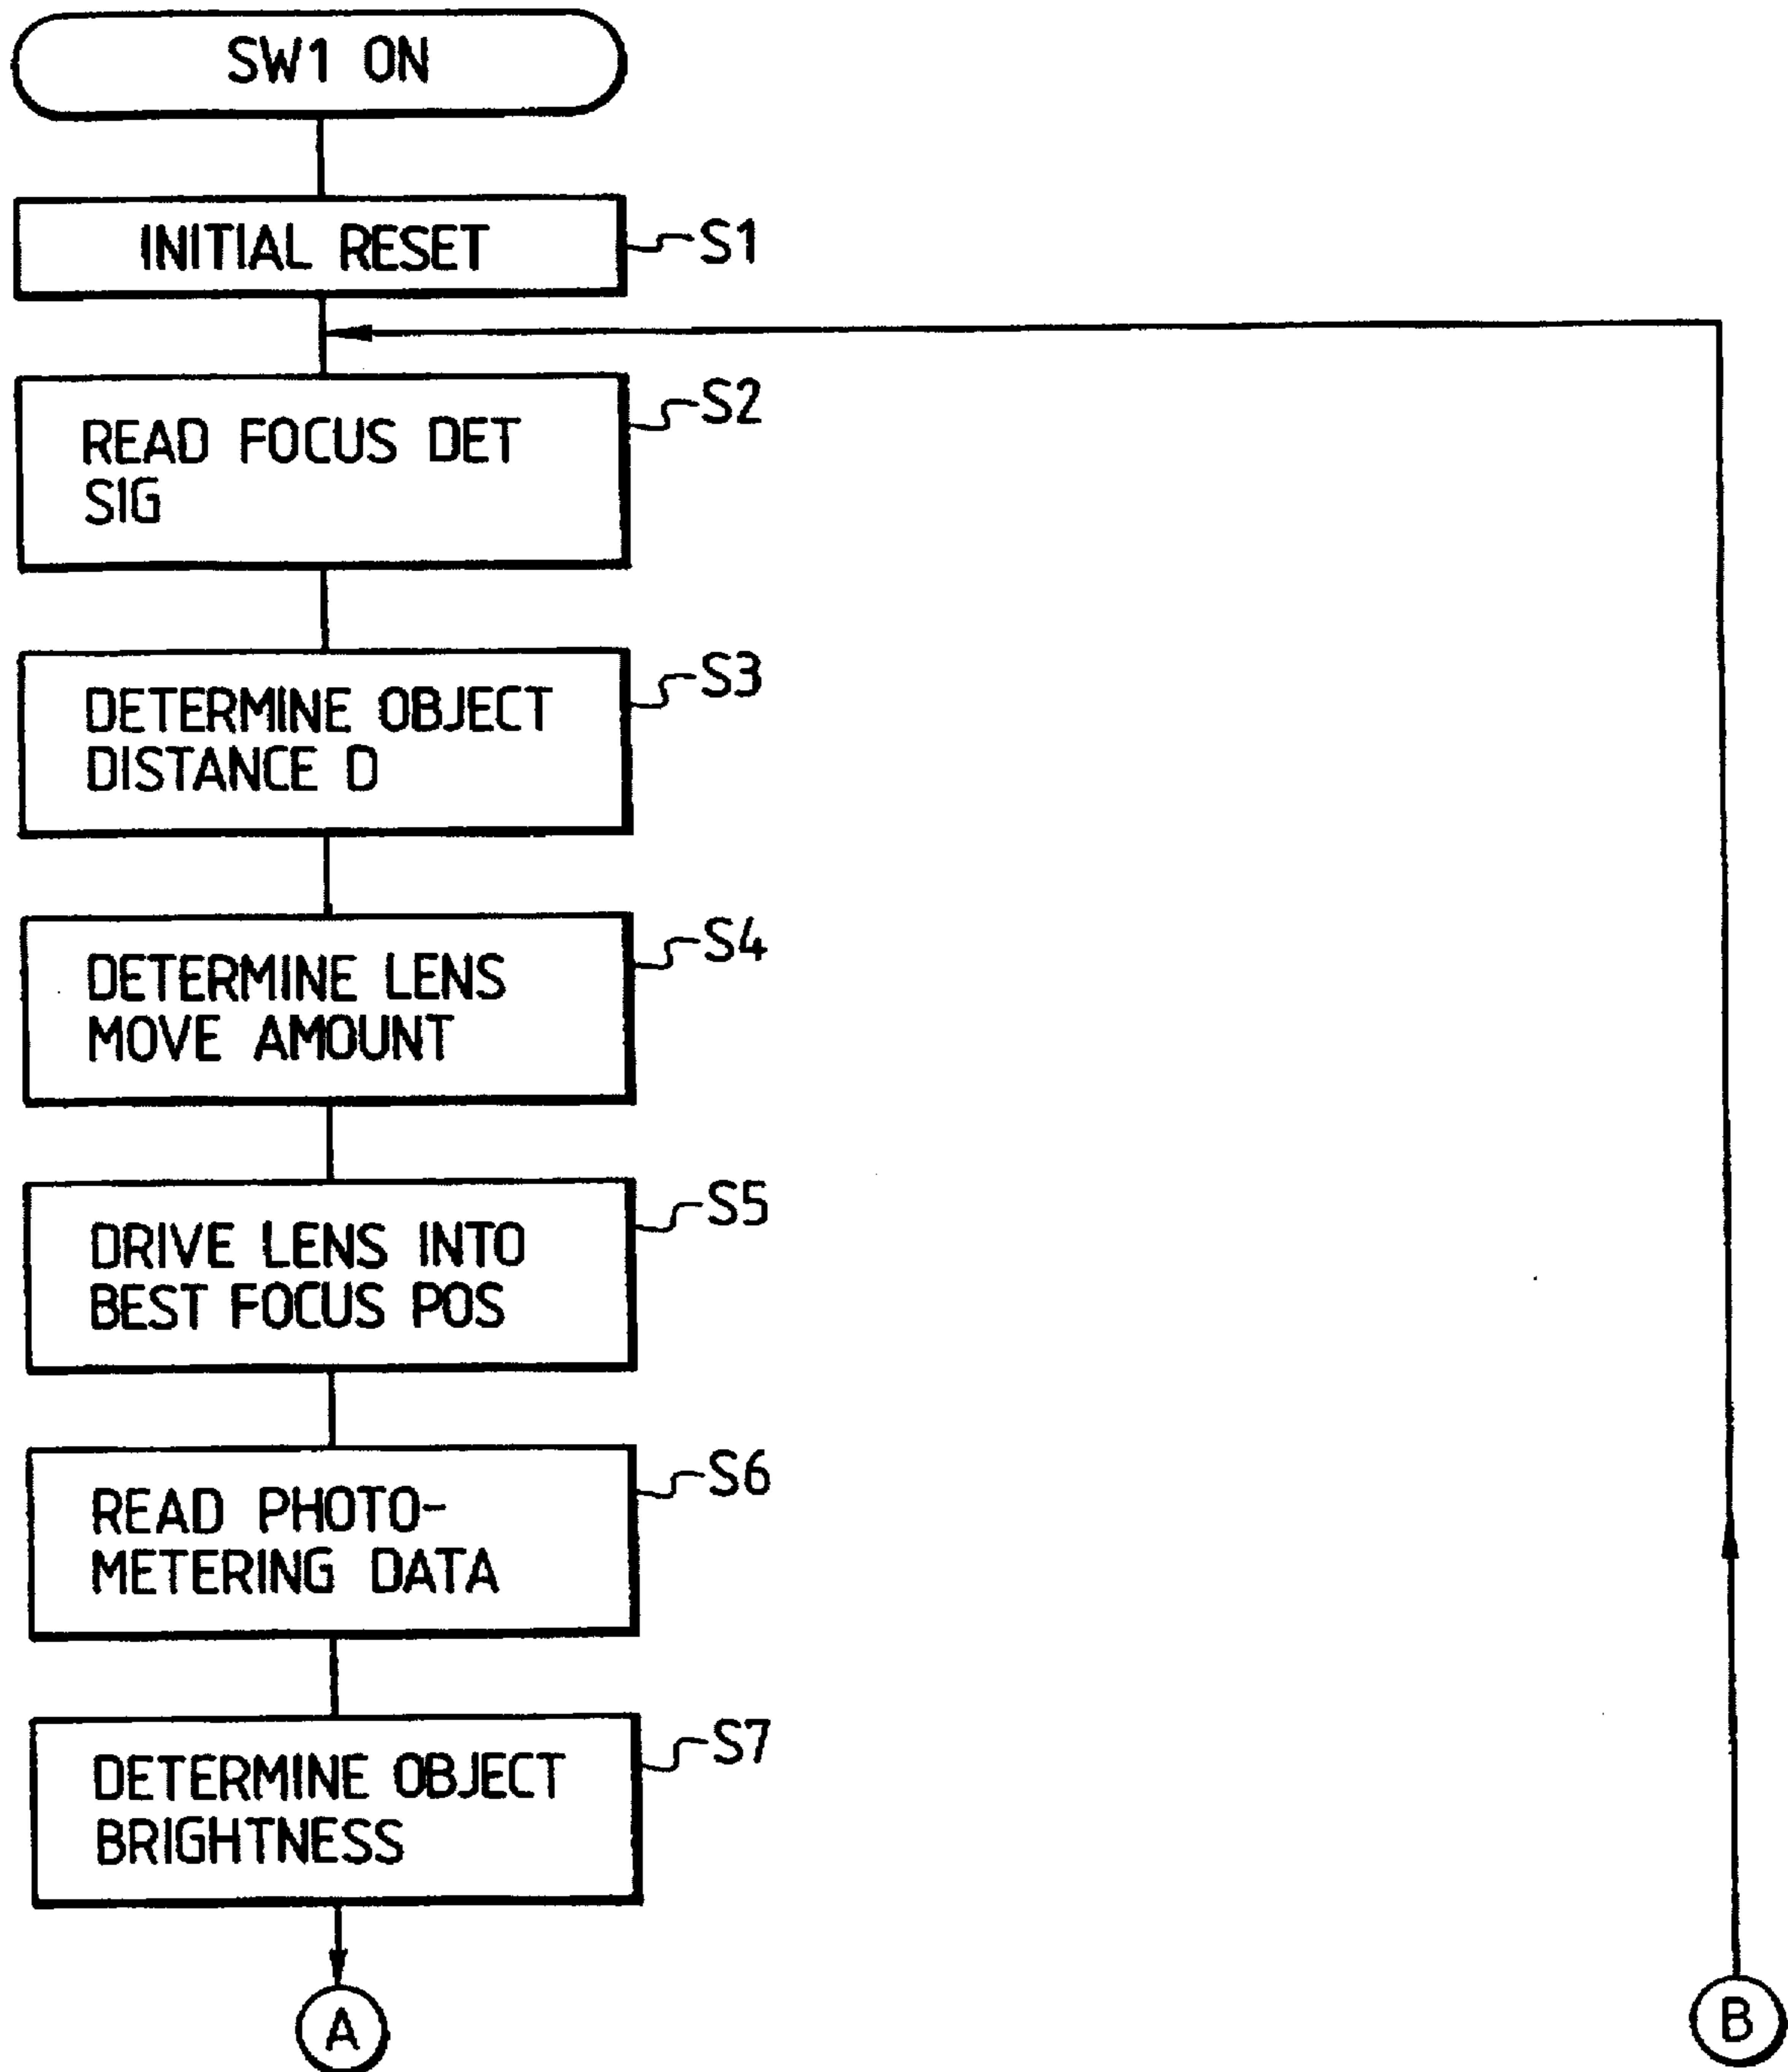 SW1 ON
INITIAL RESET
S1
READ FOCUS DET
SIG
S2
DETERMINE OBJECT
DISTANCE D
S3
DETERMINE LENS
MOVE AMOUNT
S4
DRIVE LENS INTO
BEST FOCUS POS
S5
READ PHOTO-
METERING DATA
S6
DETERMINE OBJECT
BRIGHTNESS
S7
A
B